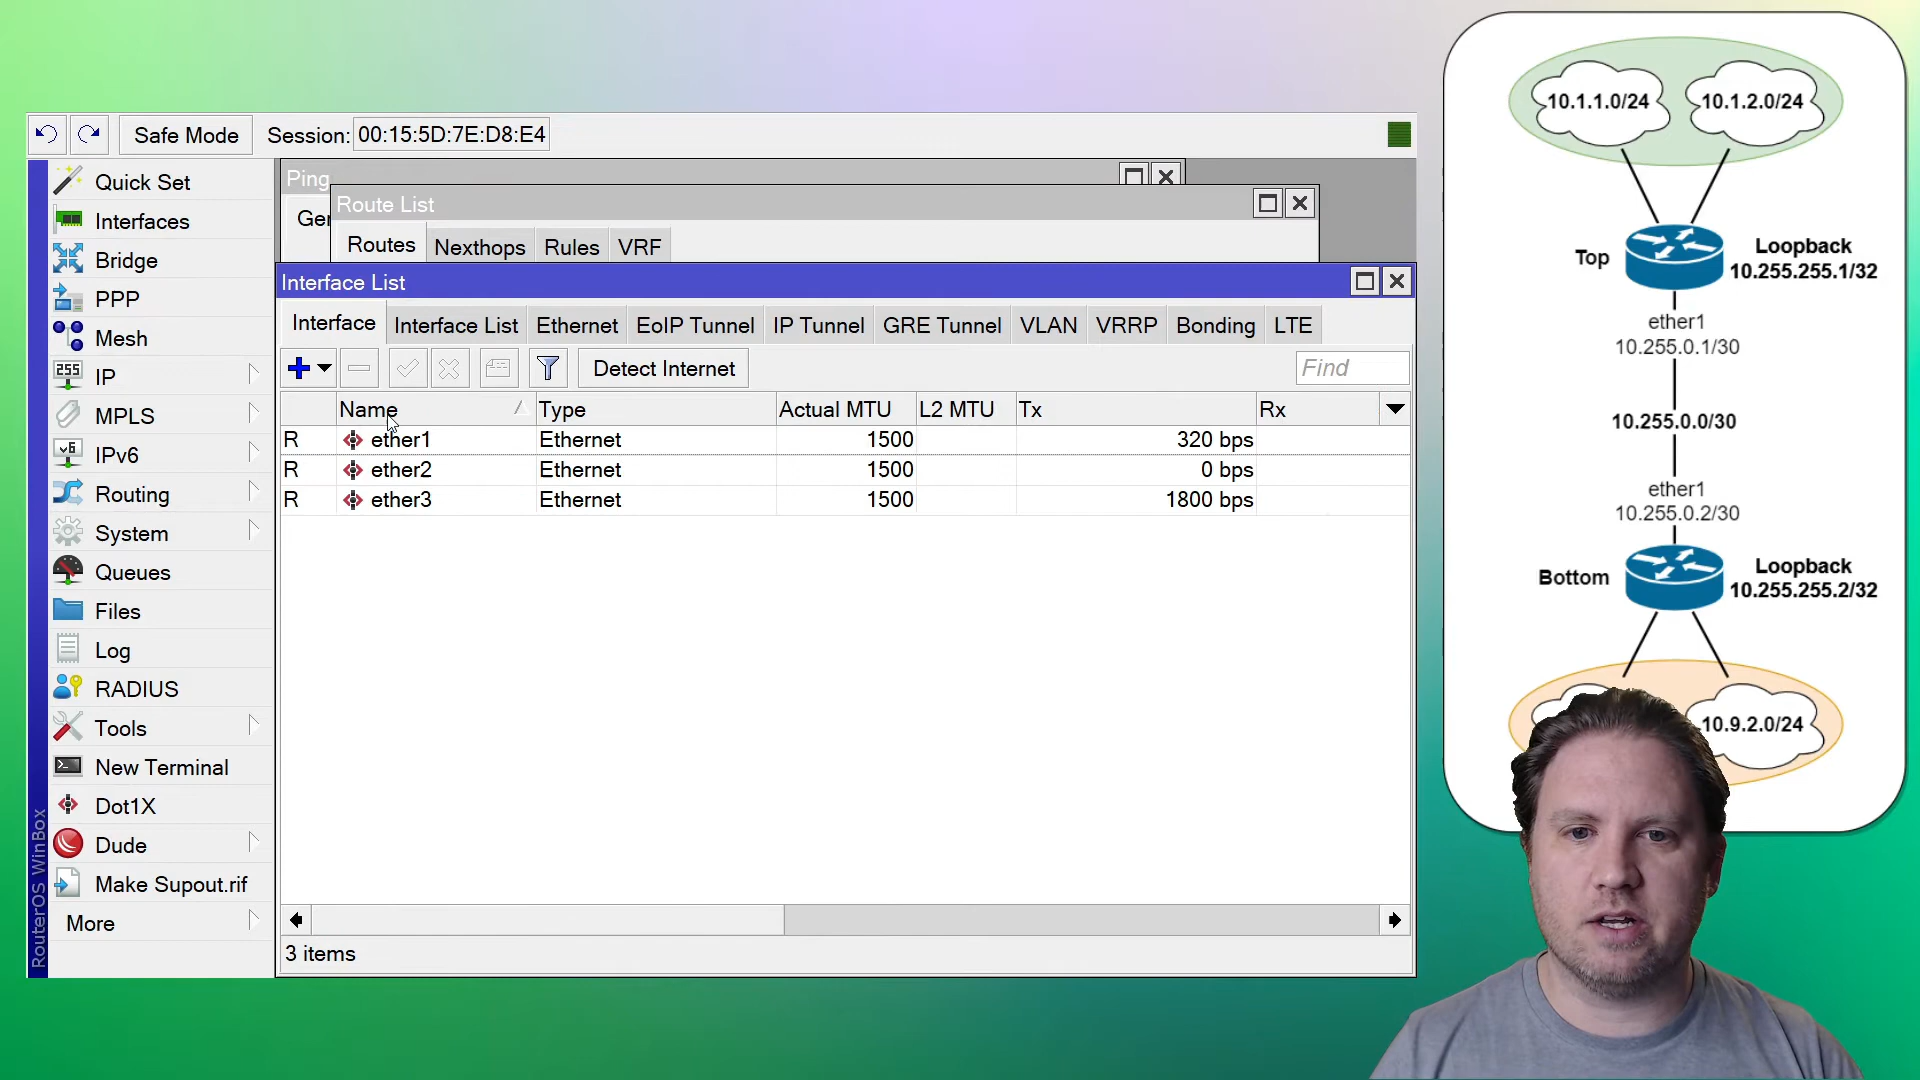 Safe Mode Session: 00:15:5D:7E:D8:E4
Quick Set
Interfaces
Bridge
PPP
Mesh
255
IP
MPLS
v6
IPv6
Routing
System
Queues
Files
Log
RADIUS
Tools
New Terminal
Dot1X
Dude
Make Supout.rif
More
RouterOS WinBox
Ping
Ger
Route List
Routes Nexthops Rules VRF
Interface List
Interface Interface List Ethernet EoIP Tunnel IP Tunnel GRE Tunnel VLAN VRRP Bonding LTE
Detect Internet Find
Name Type Actual MTU L2 MTU Tx Rx
R ether1 Ethernet 1500 320 bps
R ether2 Ethernet 1500 0 bps
R ether3 Ethernet 1500 1800 bps
3 items
10.1.1.0/24 10.1.2.0/24
Top
Loopback
10.255.255.1/32
ether1
10.255.0.1/30
10.255.0.0/30
ether1
10.255.0.2/30
Bottom
Loopback
10.255.255.2/32
10.9.2.0/24